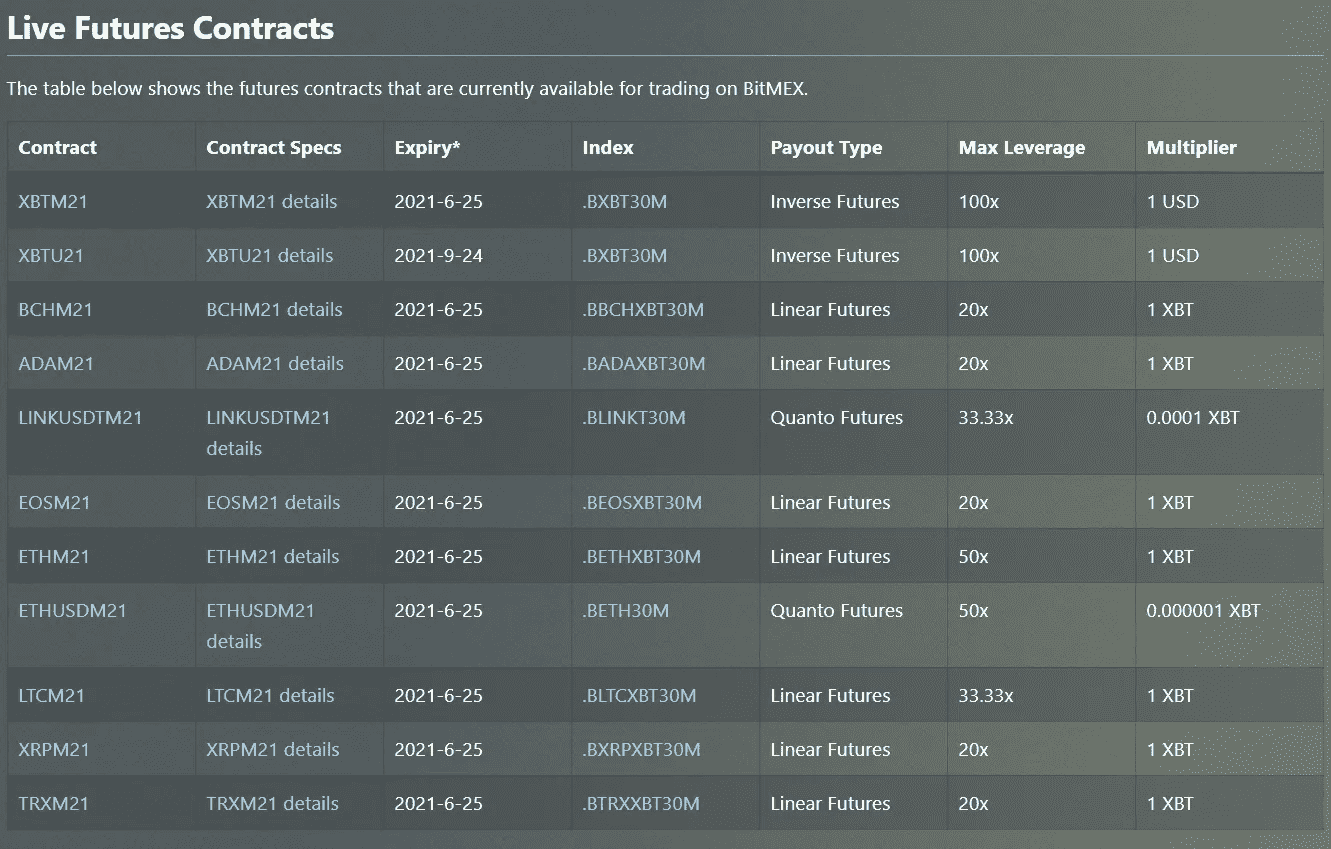 Live Futures Contracts
The table below shows the futures contracts that are currently available for trading on BitMEX.
Contract Contract Specs Expiry* Index Payout Type Max Leverage Multiplier
XBTM21 XBTM21 details 2021-6-25 .BXBT30M Inverse Futures 100x 1 USD
XBTU21 XBTU21 details 2021-9-24 .BXBT30M Inverse Futures 100x 1 USD
BCHM21 BCHM21 details 2021-6-25 .BBCHXBT30M Linear Futures 20x 1 XBT
ADAM21 ADAM21 details 2021-6-25 .BADAXBT30M Linear Futures 20x 1 XBT
LINKUSDTM21 LINKUSDTM21 2021-6-25 .BLINKT30M Quanto Futures 33.33x 0.0001 XBT
details
EOSM21 EOSM21 details 2021-6-25 .BEOSXBT30M Linear Futures 20x 1 XBT
ETHM21 ETHM21 details 2021-6-25 .BETHXBT30M Linear Futures 50x 1 XBT
ETHUSDM21 ETHUSDM21 2021-6-25 .BETH30M Quanto Futures 50x 0.000001 XBT
details
LTCM21 LTCM21 details 2021-6-25 .BLTCXBT30M Linear Futures 33.33x 1 XBT
XRPM21 XRPM21 details 2021-6-25 .BXRPXBT30M Linear Futures 20x 1 XBT
TRXM21 TRXM21 details 2021-6-25 .BTRXXBT30M Linear Futures 20x 1 XBT